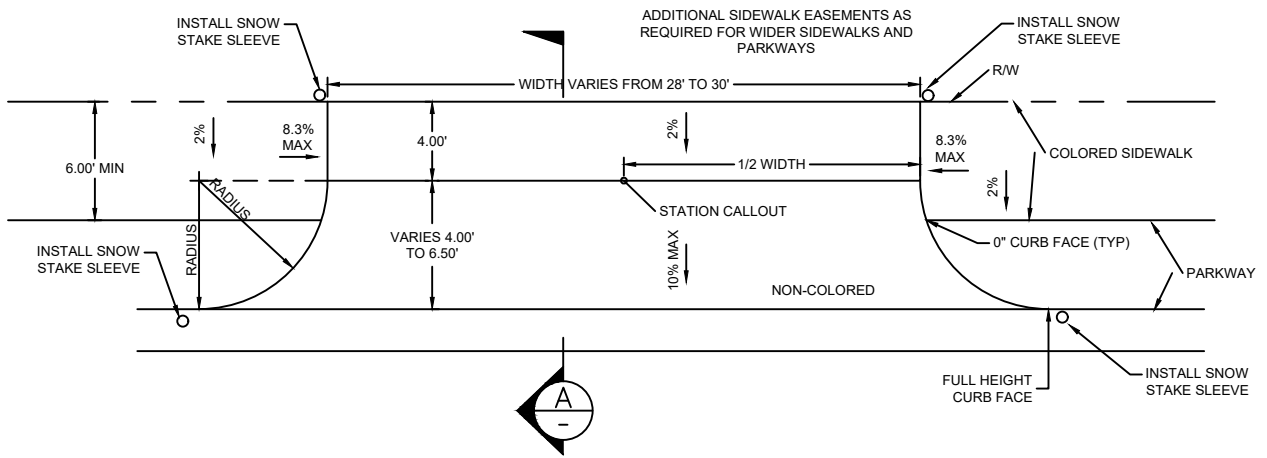 INSTALL SNOW
STAKE SLEEVE
ADDITIONAL SIDEWALK EASEMENTS AS
REQUIRED FOR WIDER SIDEWALKS AND
PARKWAYS
INSTALL SNOW
STAKE SLEEVE
R/W
WIDTH VARIES FROM 28' TO 30'
6.00' MIN
2%
8.3%
MAX
4.00'
2%
1/2 WIDTH
8.3%
MAX
2%
COLORED SIDEWALK
RADIUS
RADIUS
STATION CALLOUT
INSTALL SNOW
STAKE SLEEVE
VARIES 4.00'
TO 6.50'
10% MAX
0" CURB FACE (TYP)
PARKWAY
NON-COLORED
FULL HEIGHT
CURB FACE
INSTALL SNOW
STAKE SLEEVE
A
-